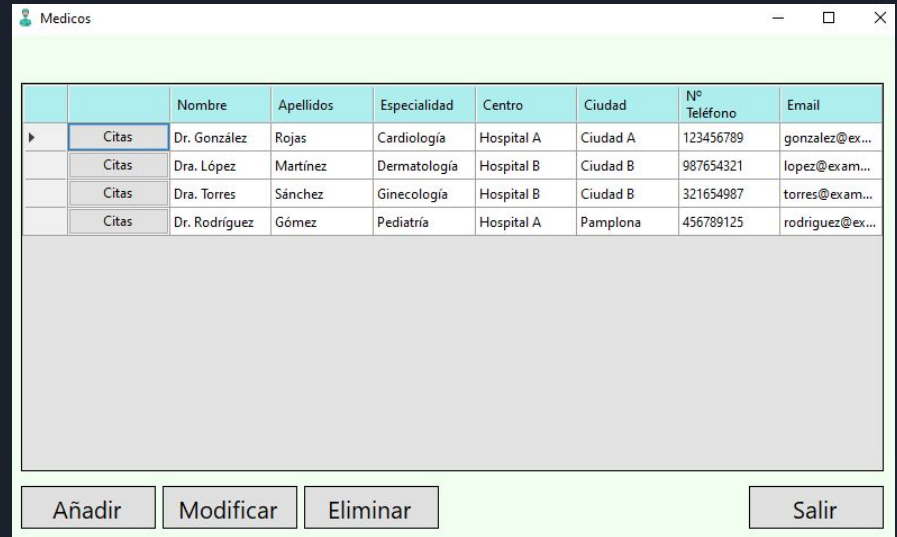 Medicos
Nombre Apellidos Especialidad Centro Ciudad Nº Teléfono Email
Citas Dr. González Rojas Cardiología Hospital A Ciudad A 123456789 gonzalez@ex...
Citas Dra. López Martínez Dermatología Hospital B Ciudad B 987654321 lopez@exam...
Citas Dra. Torres Sánchez Ginecología Hospital B Ciudad B 321654987 torres@exam...
Citas Dr. Rodríguez Gómez Pediatría Hospital A Pamplona 456789125 rodriguez@ex...
Añadir Modificar Eliminar Salir